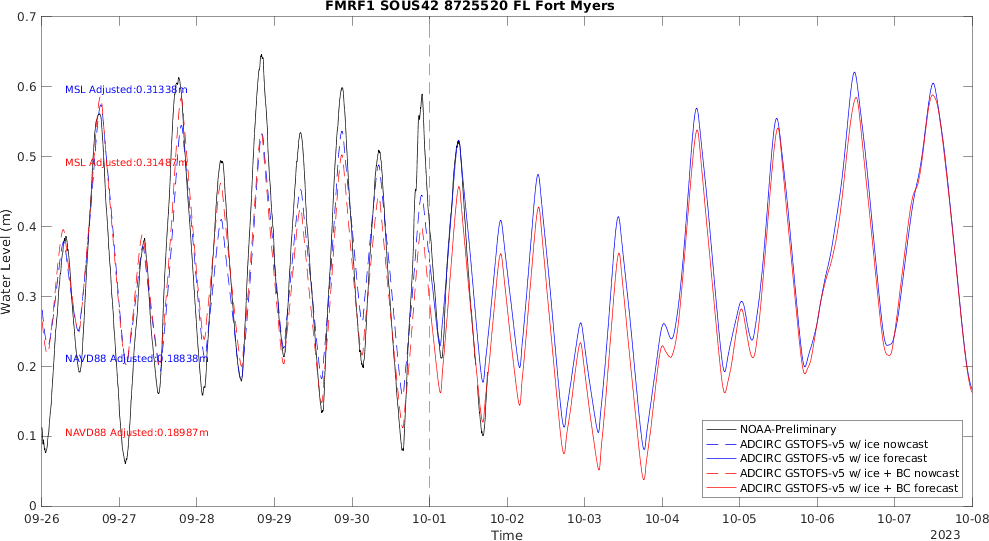 FMRF1 SOUS42 8725520 FL Fort Myers
0.7
0.6
0.5
0.4
0.3
0.2
0.1
0
Water Level (m)
MSL Adjusted:0.31338m
MSL Adjusted:0.31487m
NAVD88 Adjusted:0.18838m
NAVD88 Adjusted:0.18987m
NOAA-Preliminary
ADCIRC GSTOFS-v5 w/ ice nowcast
ADCIRC GSTOFS-v5 w/ ice forecast
ADCIRC GSTOFS-v5 w/ ice + BC nowcast
ADCIRC GSTOFS-v5 w/ ice + BC forecast
09-26 09-27 09-28 09-29 09-30 10-01 10-02 10-03 10-04 10-05 10-06 10-07 10-08
Time
2023